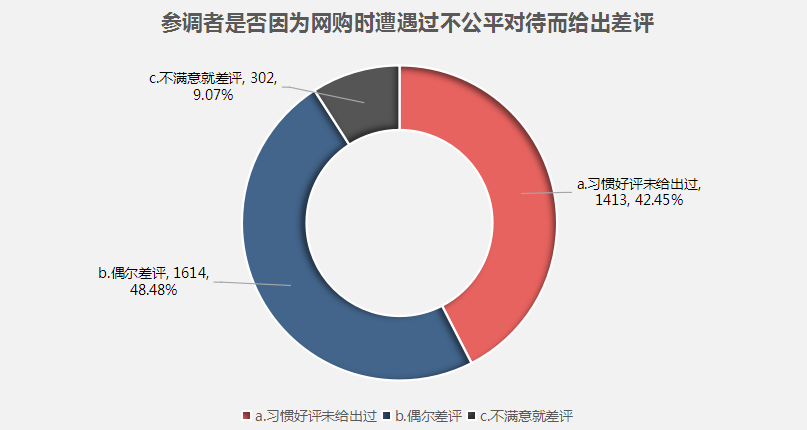 参调者是否因为网购时遭遇过不公平对待而给出差评
c.不满意就差评, 302,
9.07%
a.习惯好评未给出过,
1413, 42.45%
b.偶尔差评, 1614,
48.48%
a.习惯好评未给出过 b.偶尔差评 c.不满意就差评